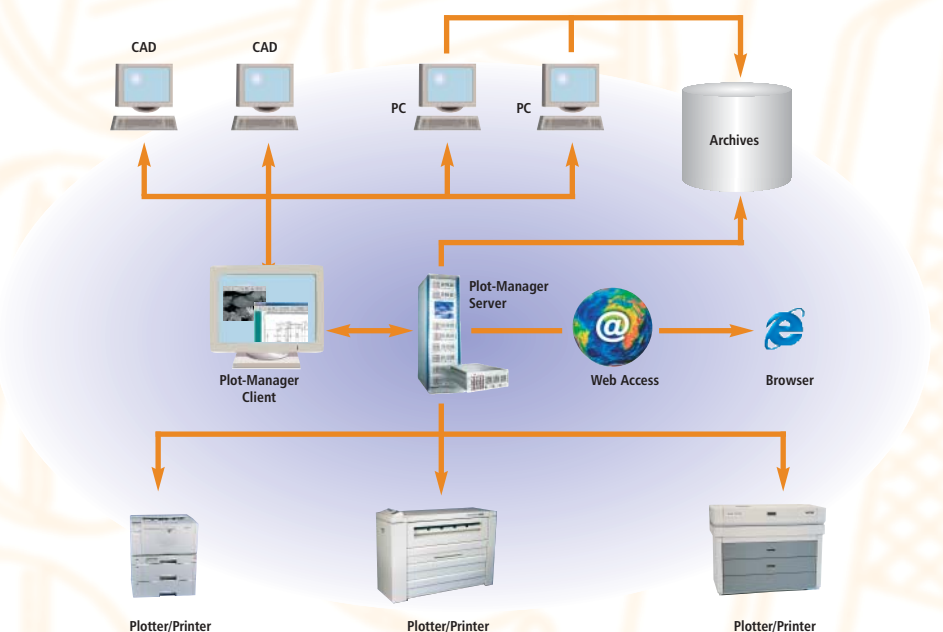 CAD
CAD
PC
PC
Archives
Plot-Manager
Server
@
Plot-Manager
Client
Web Access
Browser
Plotter/Printer
Plotter/Printer
Plotter/Printer